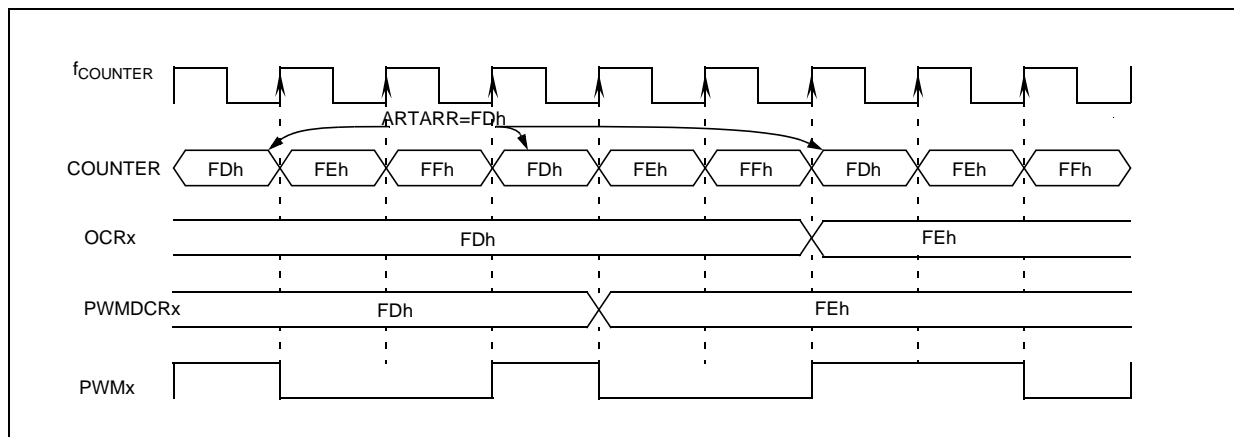 fCOUNTER
ARTARR=FDh
COUNTER FDh FEh FFh FDh FEh FFh FDh FEh FFh
OCRx FDh FEh
PWMDCRx FDh FEh
PWMx